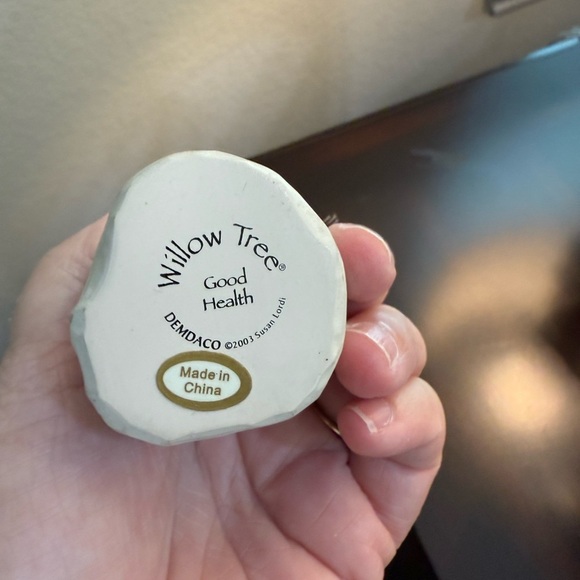 Willow Tree®
Good
Health
DEMDACO ©2003 Susan Lordi
Made in
China